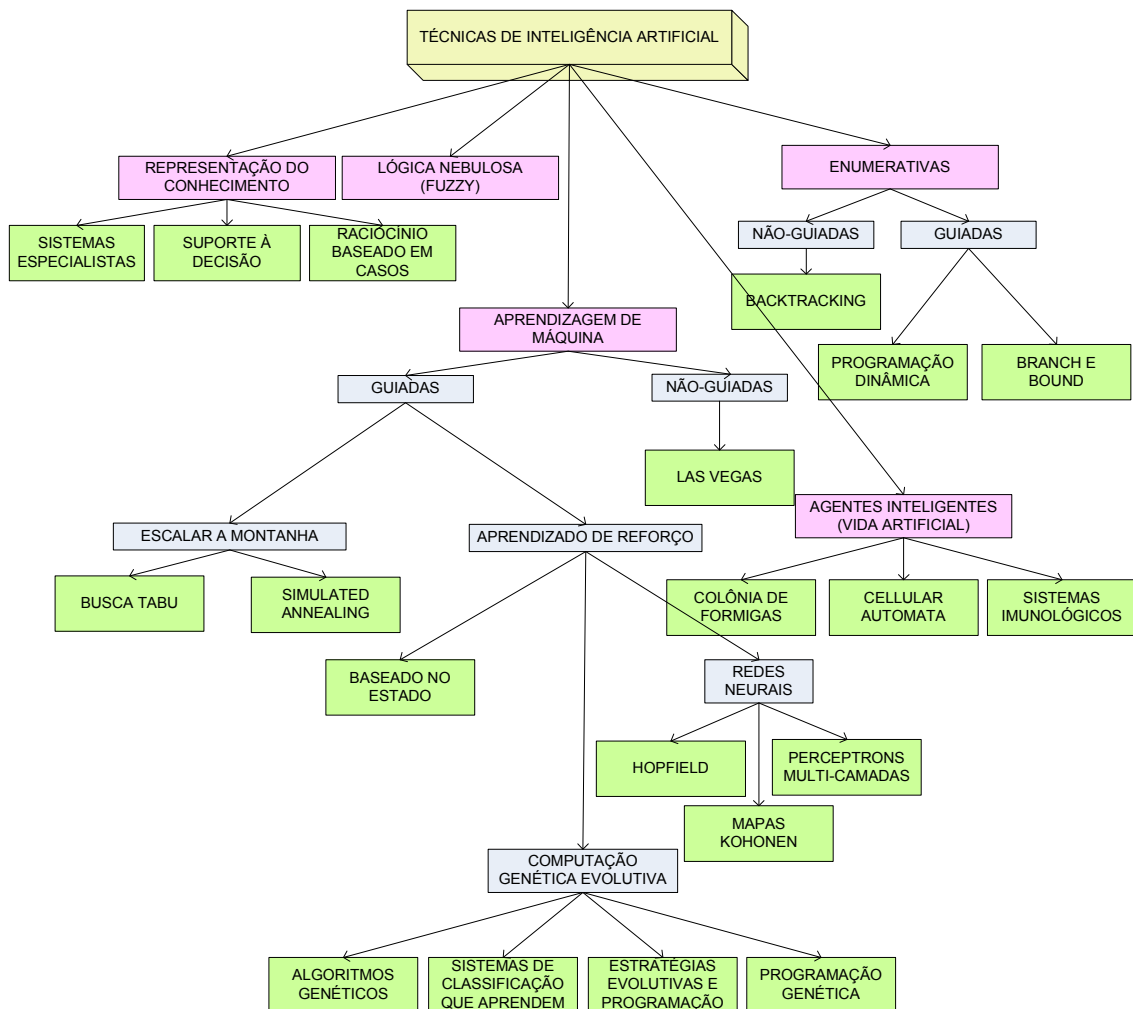 TÉCNICAS DE INTELIGÊNCIA ARTIFICIAL
REPRESENTAÇÃO DO
CONHECIMENTO
LÓGICA NEBULOSA
(FUZZY)
ENUMERATIVAS
SISTEMAS
ESPECIALISTAS
SUPORTE À
DECISÃO
RACIOCÍNIO
BASEADO EM
CASOS
NÃO-GUIADAS
GUIADAS
BACKTRACKING
APRENDIZAGEM DE
MÁQUINA
PROGRAMAÇÃO
DINÂMICA
BRANCH E
BOUND
GUIADAS
NÃO-GUIADAS
LAS VEGAS
AGENTES INTELIGENTES
(VIDA ARTIFICIAL)
ESCALAR A MONTANHA
APRENDIZADO DE REFORÇO
BUSCA TABU
SIMULATED
ANNEALING
COLÔNIA DE
FORMIGAS
CELLULAR
AUTOMATA
SISTEMAS
IMUNOLÓGICOS
BASEADO NO
ESTADO
REDES
NEURAIS
HOPFIELD
PERCEPTRONS
MULTI-CAMADAS
MAPAS
KOHONEN
COMPUTAÇÃO
GENÉTICA EVOLUTIVA
ALGORITMOS
GENÉTICOS
SISTEMAS DE
CLASSIFICAÇÃO
QUE APRENDEM
ESTRATÉGIAS
EVOLUTIVAS E
PROGRAMAÇÃO
PROGRAMAÇÃO
GENÉTICA